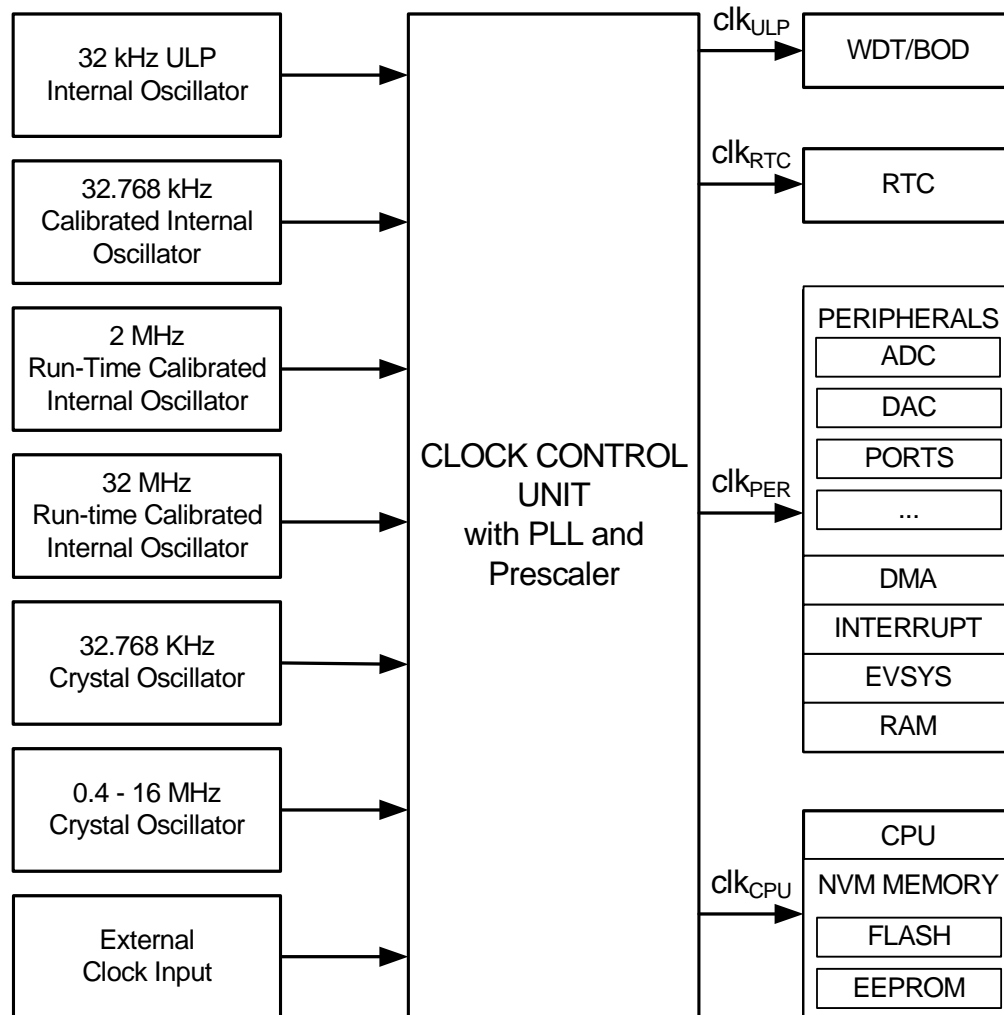 32 kHz ULP
Internal Oscillator
32.768 kHz
Calibrated Internal
Oscillator
2 MHz
Run-Time Calibrated
Internal Oscillator
32 MHz
Run-time Calibrated
Internal Oscillator
32.768 KHz
Crystal Oscillator
0.4 - 16 MHz
Crystal Oscillator
External
Clock Input
CLOCK CONTROL
UNIT
with PLL and
Prescaler
clkULP
WDT/BOD
clkRTC
RTC
clkPER
PERIPHERALS
ADC
DAC
PORTS
...
DMA
INTERRUPT
EVSYS
RAM
clkCPU
CPU
NVM MEMORY
FLASH
EEPROM